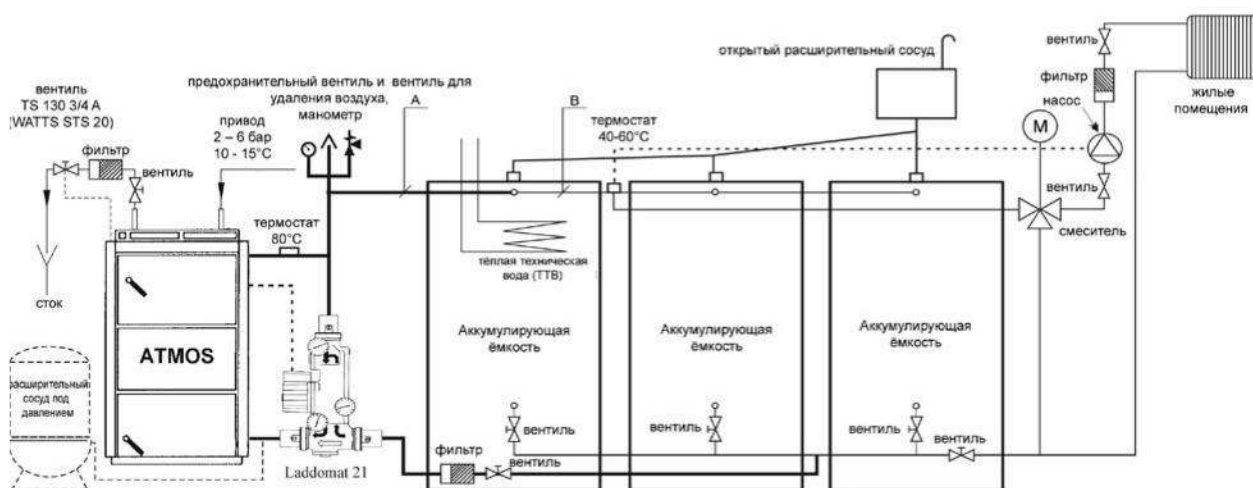 вентиль
TS 130 3/4 A
(WATTS STS 20)
фильтр
вентиль
сток
привод
2 – 6 бар
10 - 15°C
предохранительный вентиль и вентиль для
удаления воздуха,
манометр
термостат
80°C
A
B
термостат
40-60°C
открытый расширительный сосуд
вентиль
фильтр
насос
M
вентиль
смеситель
жилые
помещения
тёплая техническая
вода (ТТВ)
ATMOS
расширительный
сосуд под
давлением
Laddomat 21
Аккумулирующая
ёмкость
Аккумулирующая
ёмкость
Аккумулирующая
ёмкость
вентиль
вентиль
вентиль
вентиль
фильтр
вентиль